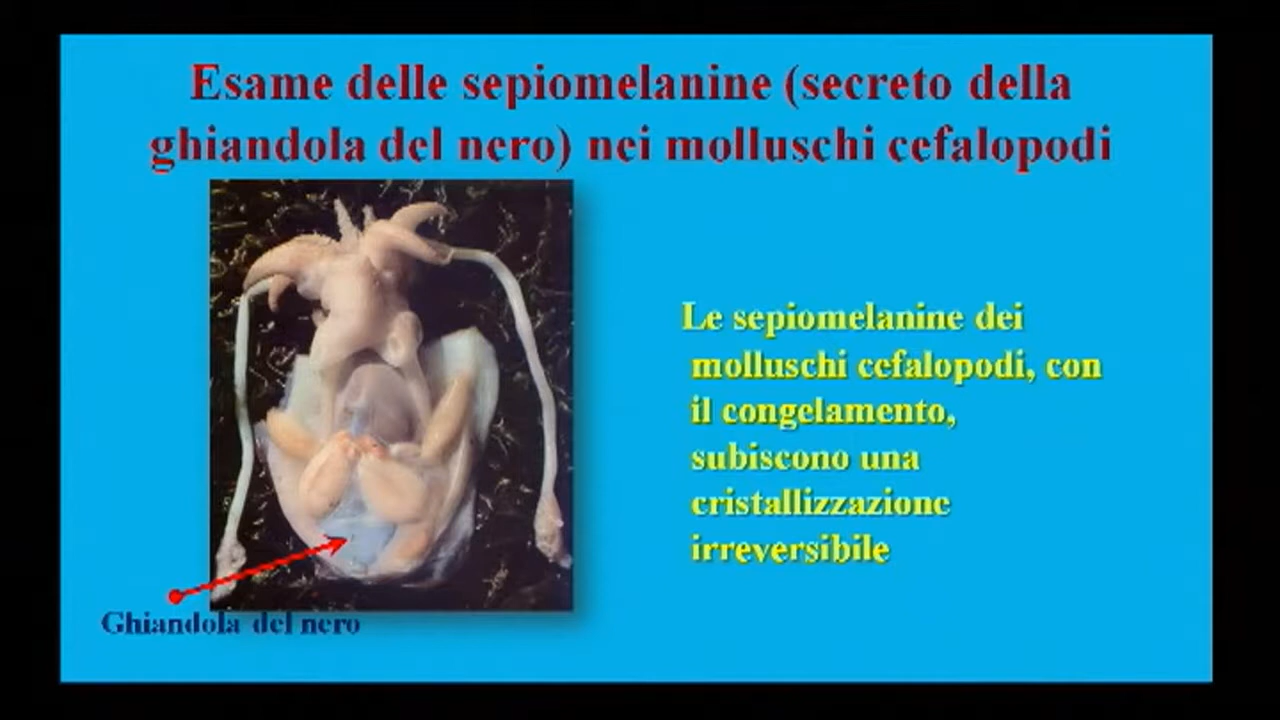 Esame delle sepiomelanine (secreto della
ghiandola del nero) nei molluschi cefalopodi
Le sepiomelanine dei
molluschi cefalopodi, con
il congelamento,
subiscono una
cristallizzazione
irreversibile
Ghiandola del nero